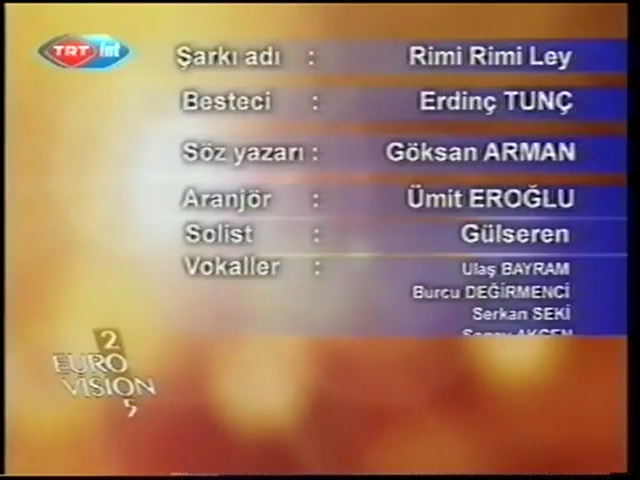 TRT int
Şarkı adı : Rimi Rimi Ley
Besteci : Erdinç TUNÇ
Söz yazarı : Göksan ARMAN
Aranjör : Ümit EROĞLU
Solist : Gülseren
Vokaller : Ulaş BAYRAM
Burcu DEĞİRMENCİ
Serkan SEKİ
2
EURO
VISION
5